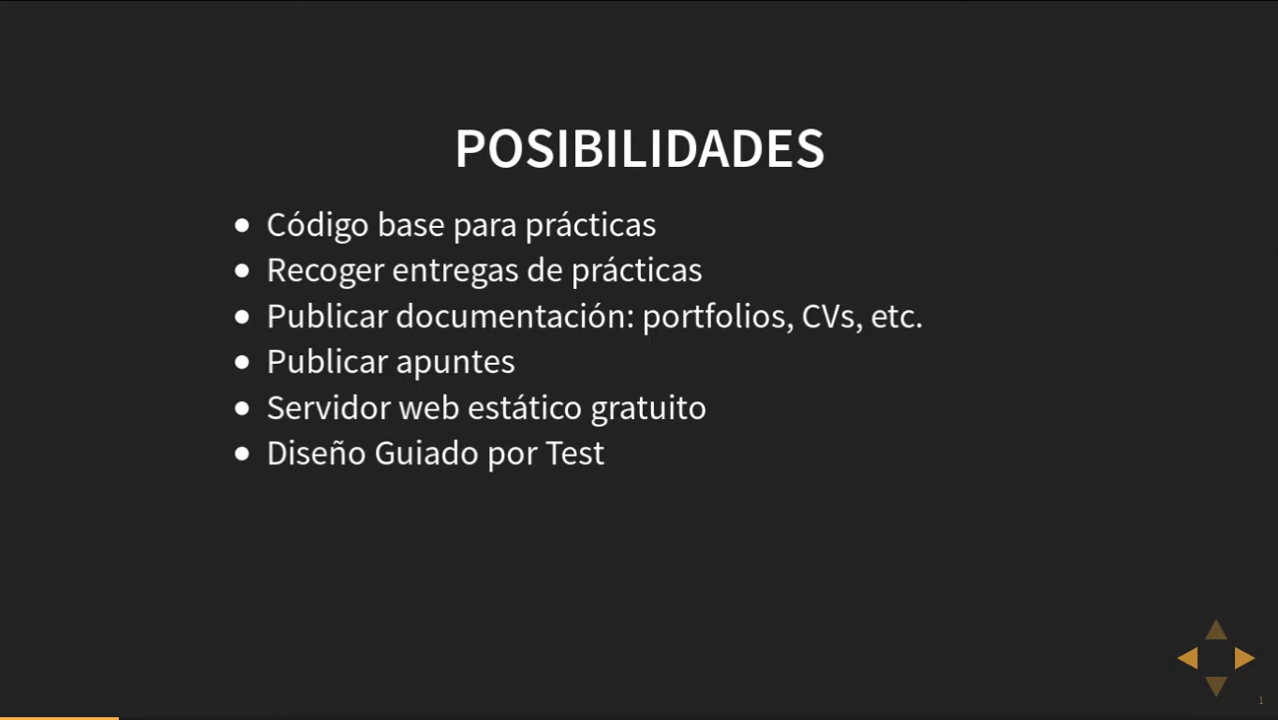 POSIBILIDADES
• Código base para prácticas
• Recoger entregas de prácticas
• Publicar documentación: portfolios, CVs, etc.
• Publicar apuntes
• Servidor web estático gratuito
• Diseño Guiado por Test
1